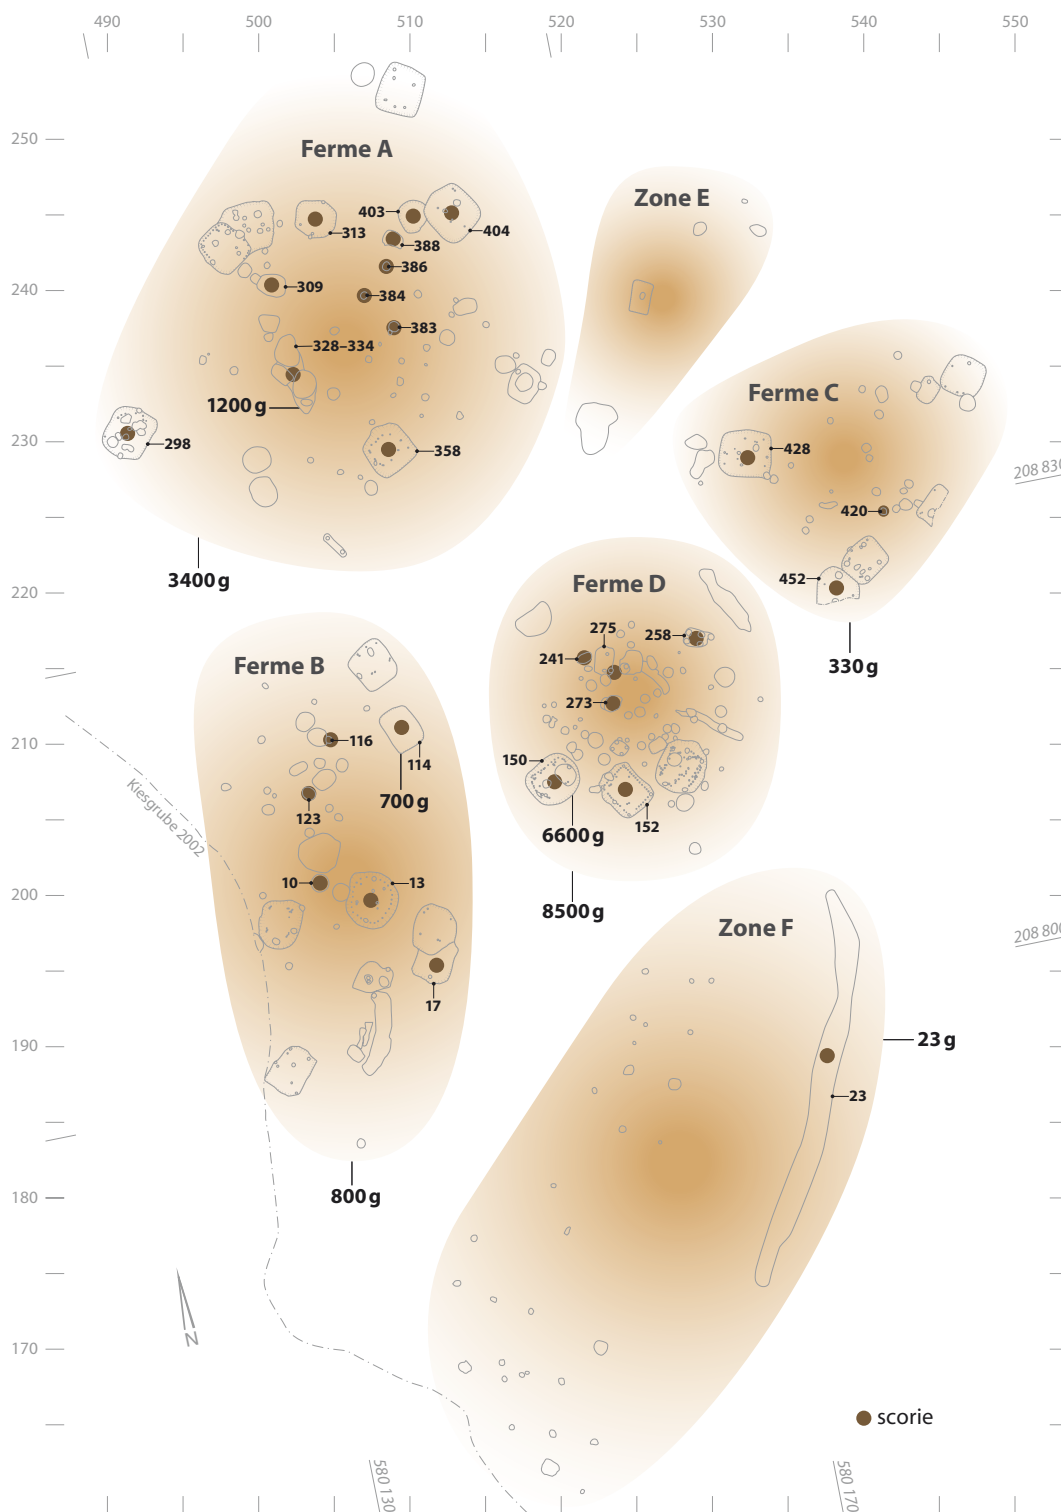 490 500 510 520 530 540 550
250
Ferme A
Zone E
403
404
313
388
386
240
309
384
383
328–334
1200 g
Ferme C
230
298
358
428
208 830
420
3400 g
220
Ferme D
452
275
258
241
330 g
Ferme B
273
210
116
114
150
700 g
Kiesgrube 2002
123
152
6600 g
10
13
200
8500 g
Zone F
208 800
17
190
23 g
23
180
800 g
N
170
scorie
580 130
580 170